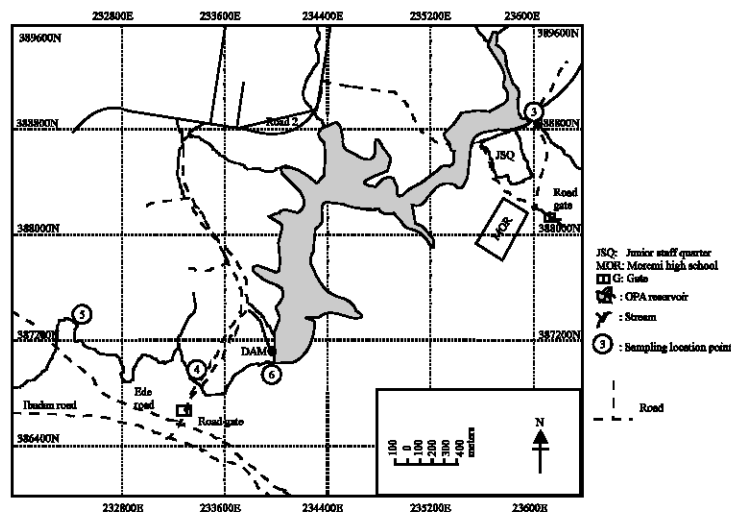 232800E 233600E 234400E 235200E 233600E
389600N
389600N
3
Road 2
388800N
388800N
JSQ
Road
gate
388000N
388000N
MOR
JSQ: Junior staff quarter
MOR: Moremi high school
G: Gate
: OPA reservoir
: Stream
3 : Sampling location point
Road
5
387200N
387200N
DAM
4
6
Ede
road
Ibadan road
Road gate
386400N
386400N
N
100
0
100
200
300
400
meters
232800E 233600E 234400E 235200E 233600E